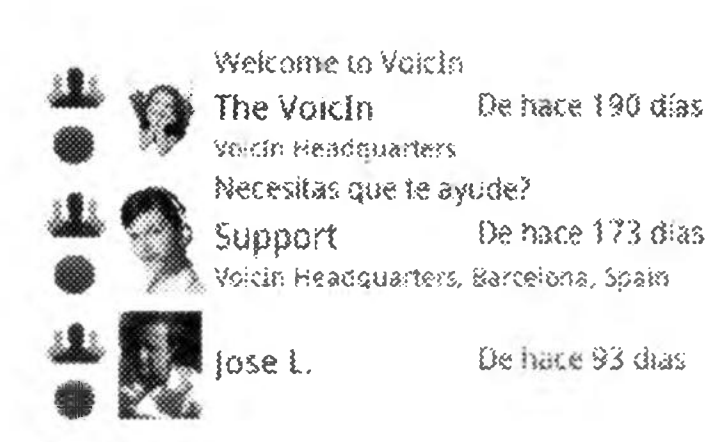 Welcome to VoicIn
The VoicIn De hace 190 días
VoicIn Headquarters
Necesitas que te ayude?
Support De hace 173 días
VoicIn Headquarters, Barcelona, Spain
Jose L. De hace 93 días